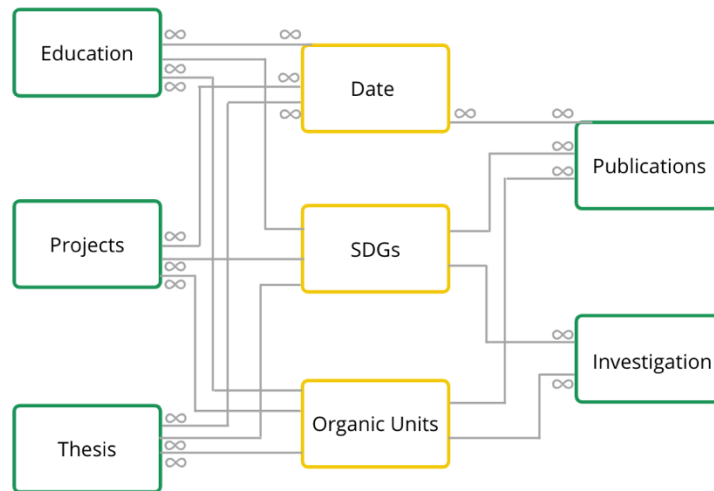 Education
Date
Publications
Projects
SDGs
Investigation
Thesis
Organic Units
∞ ∞
∞
∞ ∞
∞
∞ ∞
∞
∞
∞
∞
∞
∞
∞
∞
∞
∞